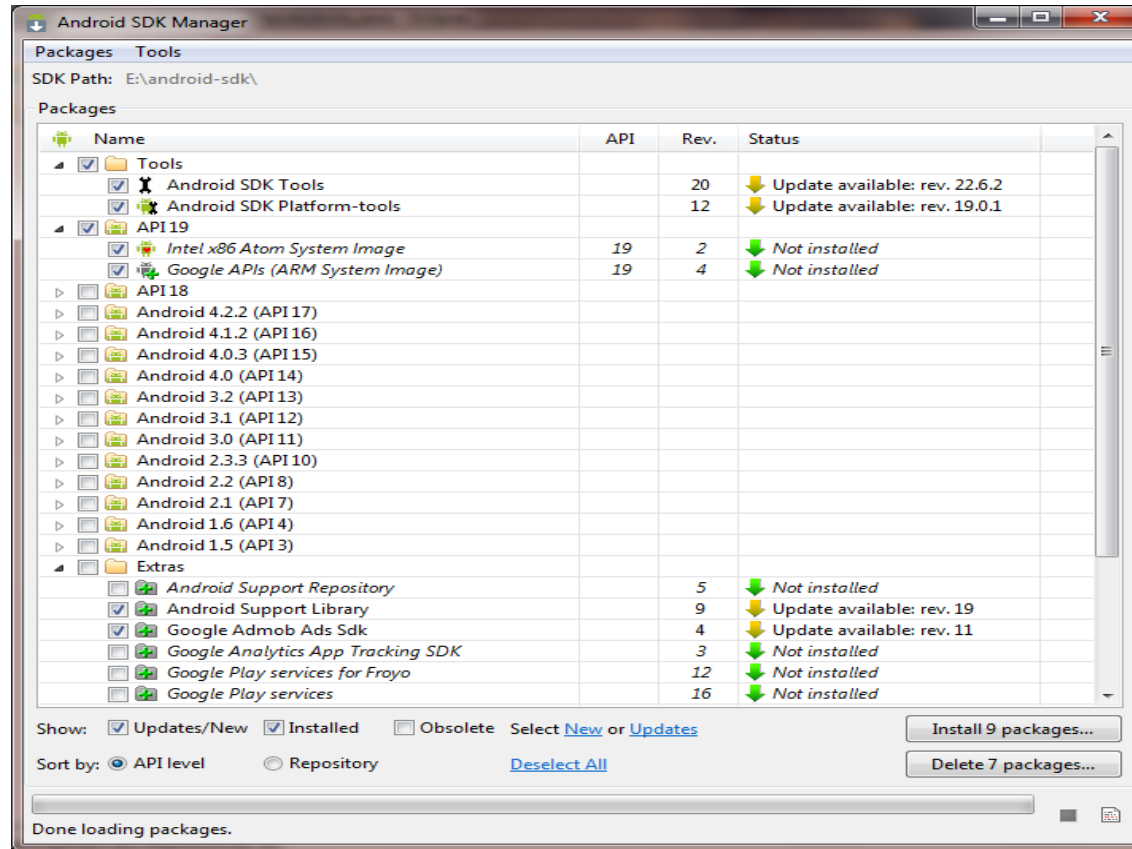 Android SDK Manager
Packages Tools
SDK Path: E:\android-sdk\
Packages
Name API Rev. Status
Tools
Android SDK Tools 20 Update available: rev. 22.6.2
Android SDK Platform-tools 12 Update available: rev. 19.0.1
API 19
Intel x86 Atom System Image 19 2 Not installed
Google APIs (ARM System Image) 19 4 Not installed
API 18
Android 4.2.2 (API 17)
Android 4.1.2 (API 16)
Android 4.0.3 (API 15)
Android 4.0 (API 14)
Android 3.2 (API 13)
Android 3.1 (API 12)
Android 3.0 (API 11)
Android 2.3.3 (API 10)
Android 2.2 (API 8)
Android 2.1 (API 7)
Android 1.6 (API 4)
Android 1.5 (API 3)
Extras
Android Support Repository 5 Not installed
Android Support Library 9 Update available: rev. 19
Google Admob Ads Sdk 4 Update available: rev. 11
Google Analytics App Tracking SDK 3 Not installed
Google Play services for Froyo 12 Not installed
Google Play services 16 Not installed
Show: Updates/New Installed Obsolete Select New or Updates Install 9 packages...
Sort by: API level Repository Deselect All Delete 7 packages...
Done loading packages.